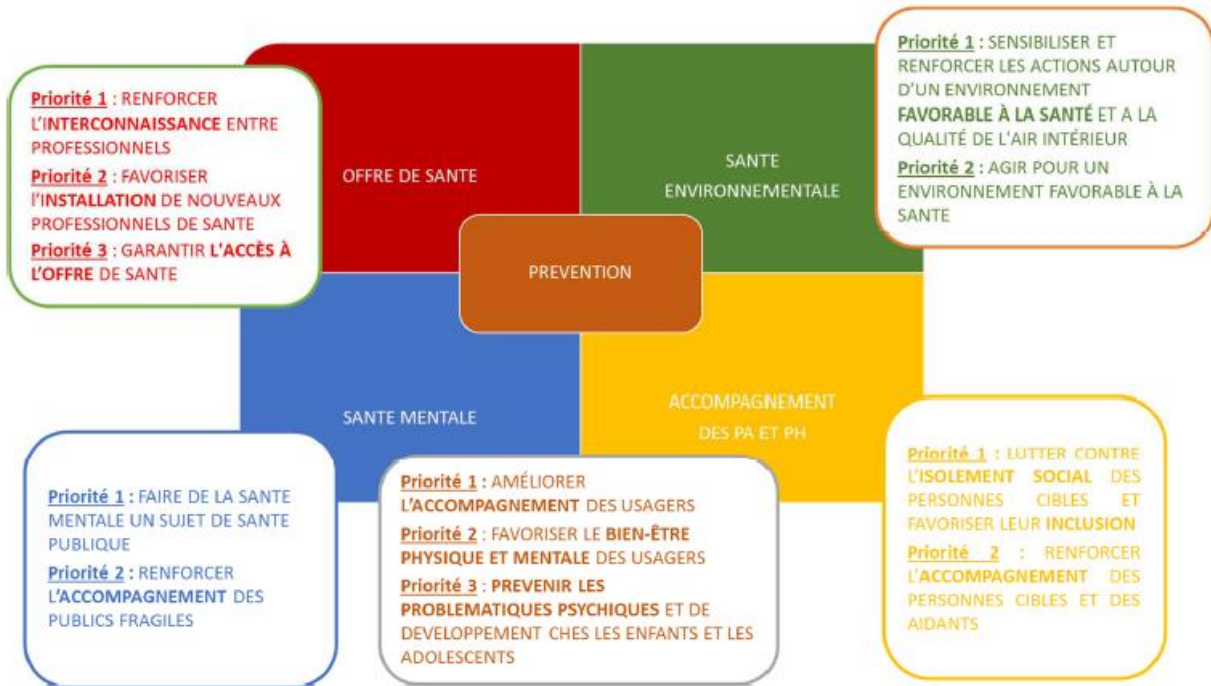 Priorité 1 : RENFORCER
L'INTERCONNAISSANCE ENTRE
PROFESSIONNELS
Priorité 2 : FAVORISER
l'INSTALLATION DE NOUVEAUX
PROFESSIONNELS DE SANTE
Priorité 3 : GARANTIR L'ACCÈS À
L'OFFRE DE SANTE
OFFRE DE SANTE
SANTE
ENVIRONNEMENTALE
Priorité 1 : SENSIBILISER ET
RENFORCER LES ACTIONS AUTOUR
D'UN ENVIRONNEMENT
FAVORABLE À LA SANTÉ ET A LA
QUALITÉ DE L'AIR INTÉRIEUR
Priorité 2 : AGIR POUR UN
ENVIRONNEMENT FAVORABLE À LA
SANTE
PREVENTION
SANTE MENTALE
ACCOMPAGNEMENT
DES PA ET PH
Priorité 1 : FAIRE DE LA SANTE
MENTALE UN SUJET DE SANTE
PUBLIQUE
Priorité 2 : RENFORCER
L'ACCOMPAGNEMENT DES
PUBLICS FRAGILES
Priorité 1 : AMÉLIORER
L'ACCOMPAGNEMENT DES USAGERS
Priorité 2 : FAVORISER LE BIEN-ÊTRE
PHYSIQUE ET MENTALE DES USAGERS
Priorité 3 : PREVENIR LES
PROBLEMATIQUES PSYCHIQUES ET DE
DEVELOPPEMENT CHES LES ENFANTS ET LES
ADOLESCENTS
Priorité 1 : LUTTER CONTRE
L'ISOLEMENT SOCIAL DES
PERSONNES CIBLES ET
FAVORISER LEUR INCLUSION
Priorité 2 : RENFORCER
L'ACCOMPAGNEMENT DES
PERSONNES CIBLES ET DES
AIDANTS